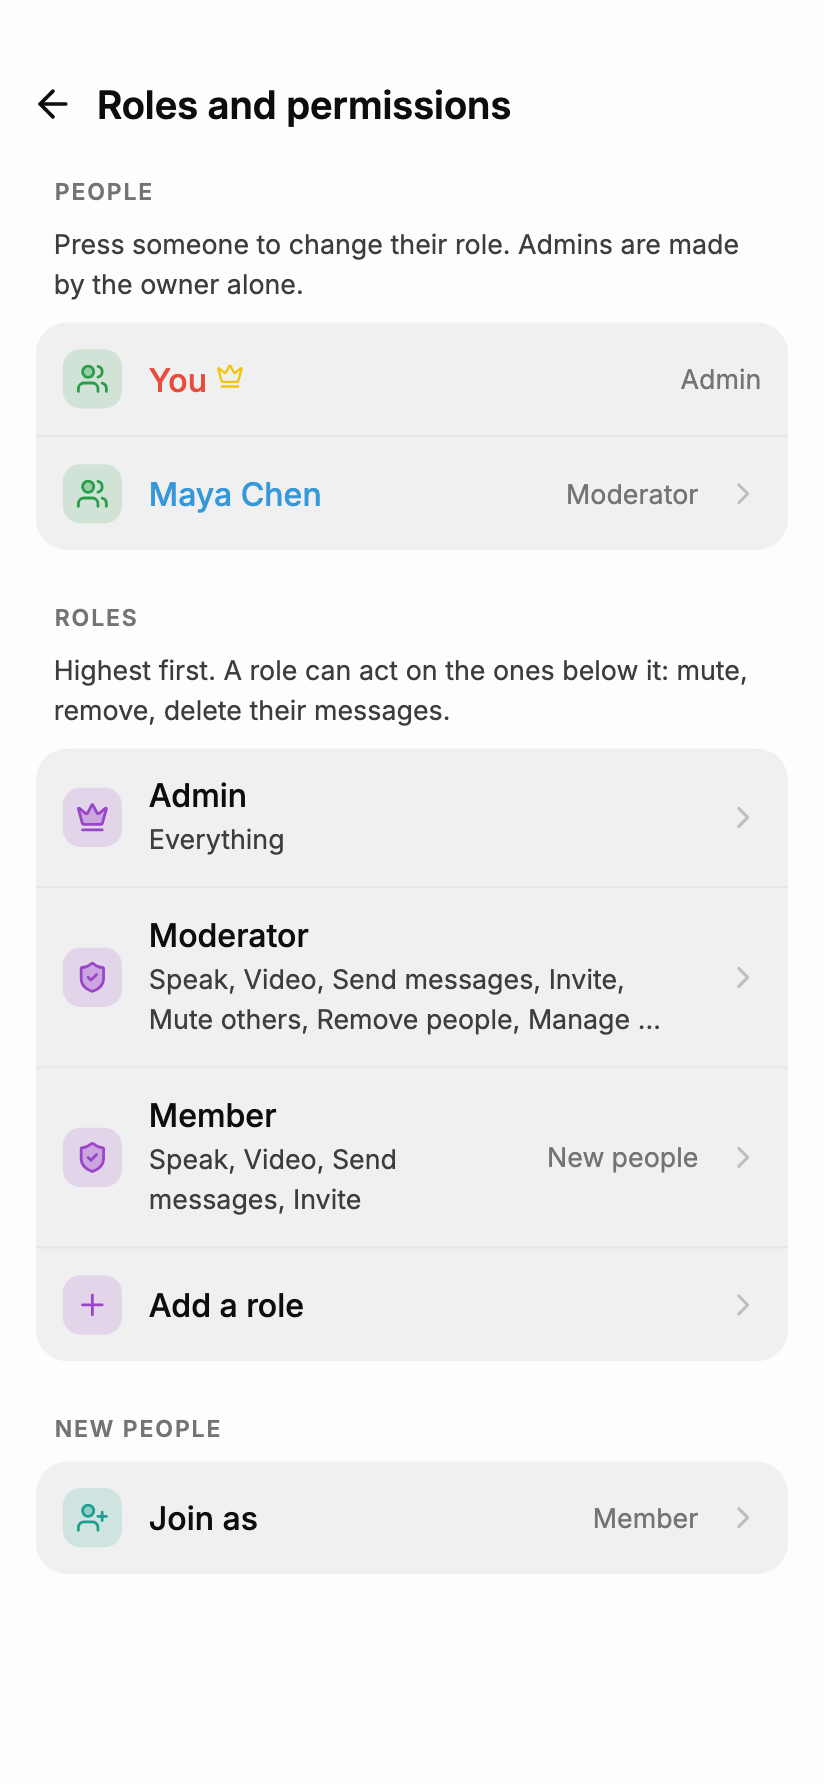 Roles and permissions
PEOPLE
Press someone to change their role. Admins are made
by the owner alone.
You
Admin
Maya Chen
Moderator
ROLES
Highest first. A role can act on the ones below it: mute,
remove, delete their messages.
Admin
Everything
Moderator
Speak, Video, Send messages, Invite,
Mute others, Remove people, Manage ...
Member
Speak, Video, Send
messages, Invite
New people
Add a role
NEW PEOPLE
Join as
Member